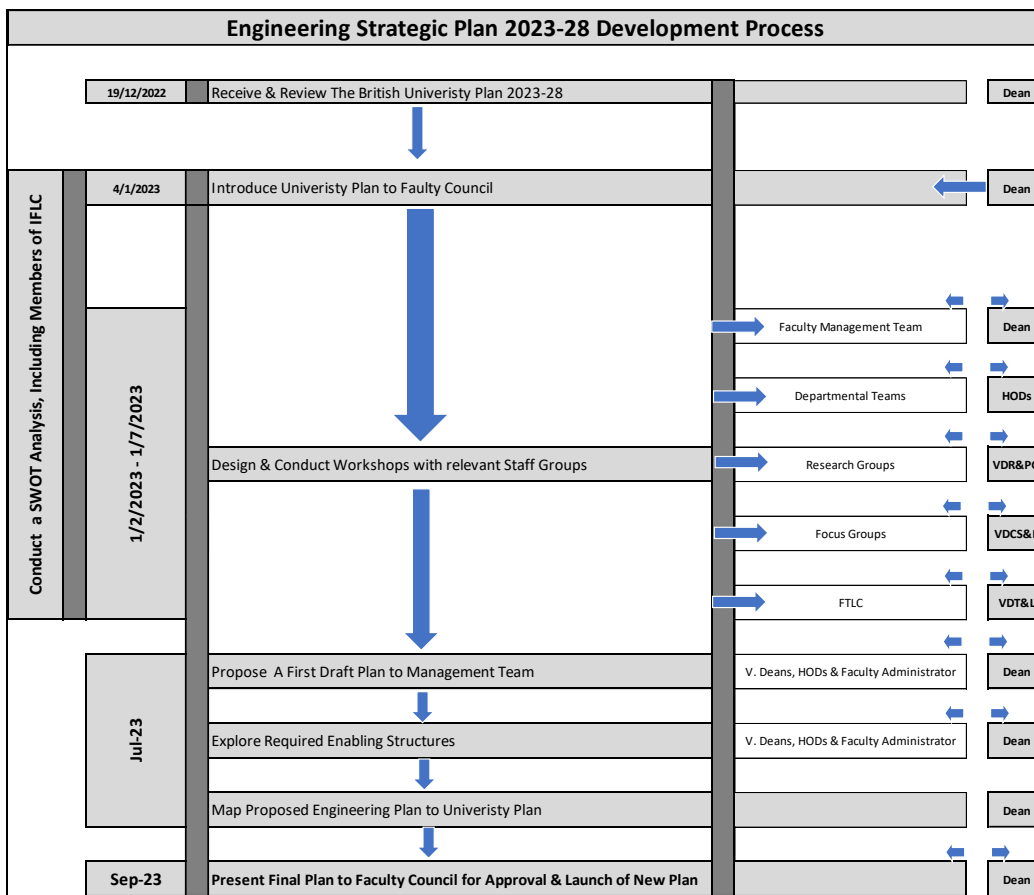 Engineering Strategic Plan 2023-28 Development Process
19/12/2022 Receive & Review The British Univeristy Plan 2023-28 Dean
4/1/2023 Introduce Univeristy Plan to Faulty Council Dean
Conduct a SWOT Analysis, Including Members of IFLC
1/2/2023 - 1/7/2023
Faculty Management Team Dean
Departmental Teams HODs
Design & Conduct Workshops with relevant Staff Groups Research Groups
Focus Groups
FTLC VDT&L
Jul-23
Propose A First Draft Plan to Management Team V. Deans, HODs & Faculty Administrator Dean
Explore Required Enabling Structures V. Deans, HODs & Faculty Administrator Dean
Map Proposed Engineering Plan to Univeristy Plan Dean
Sep-23 Present Final Plan to Faculty Council for Approval & Launch of New Plan Dean